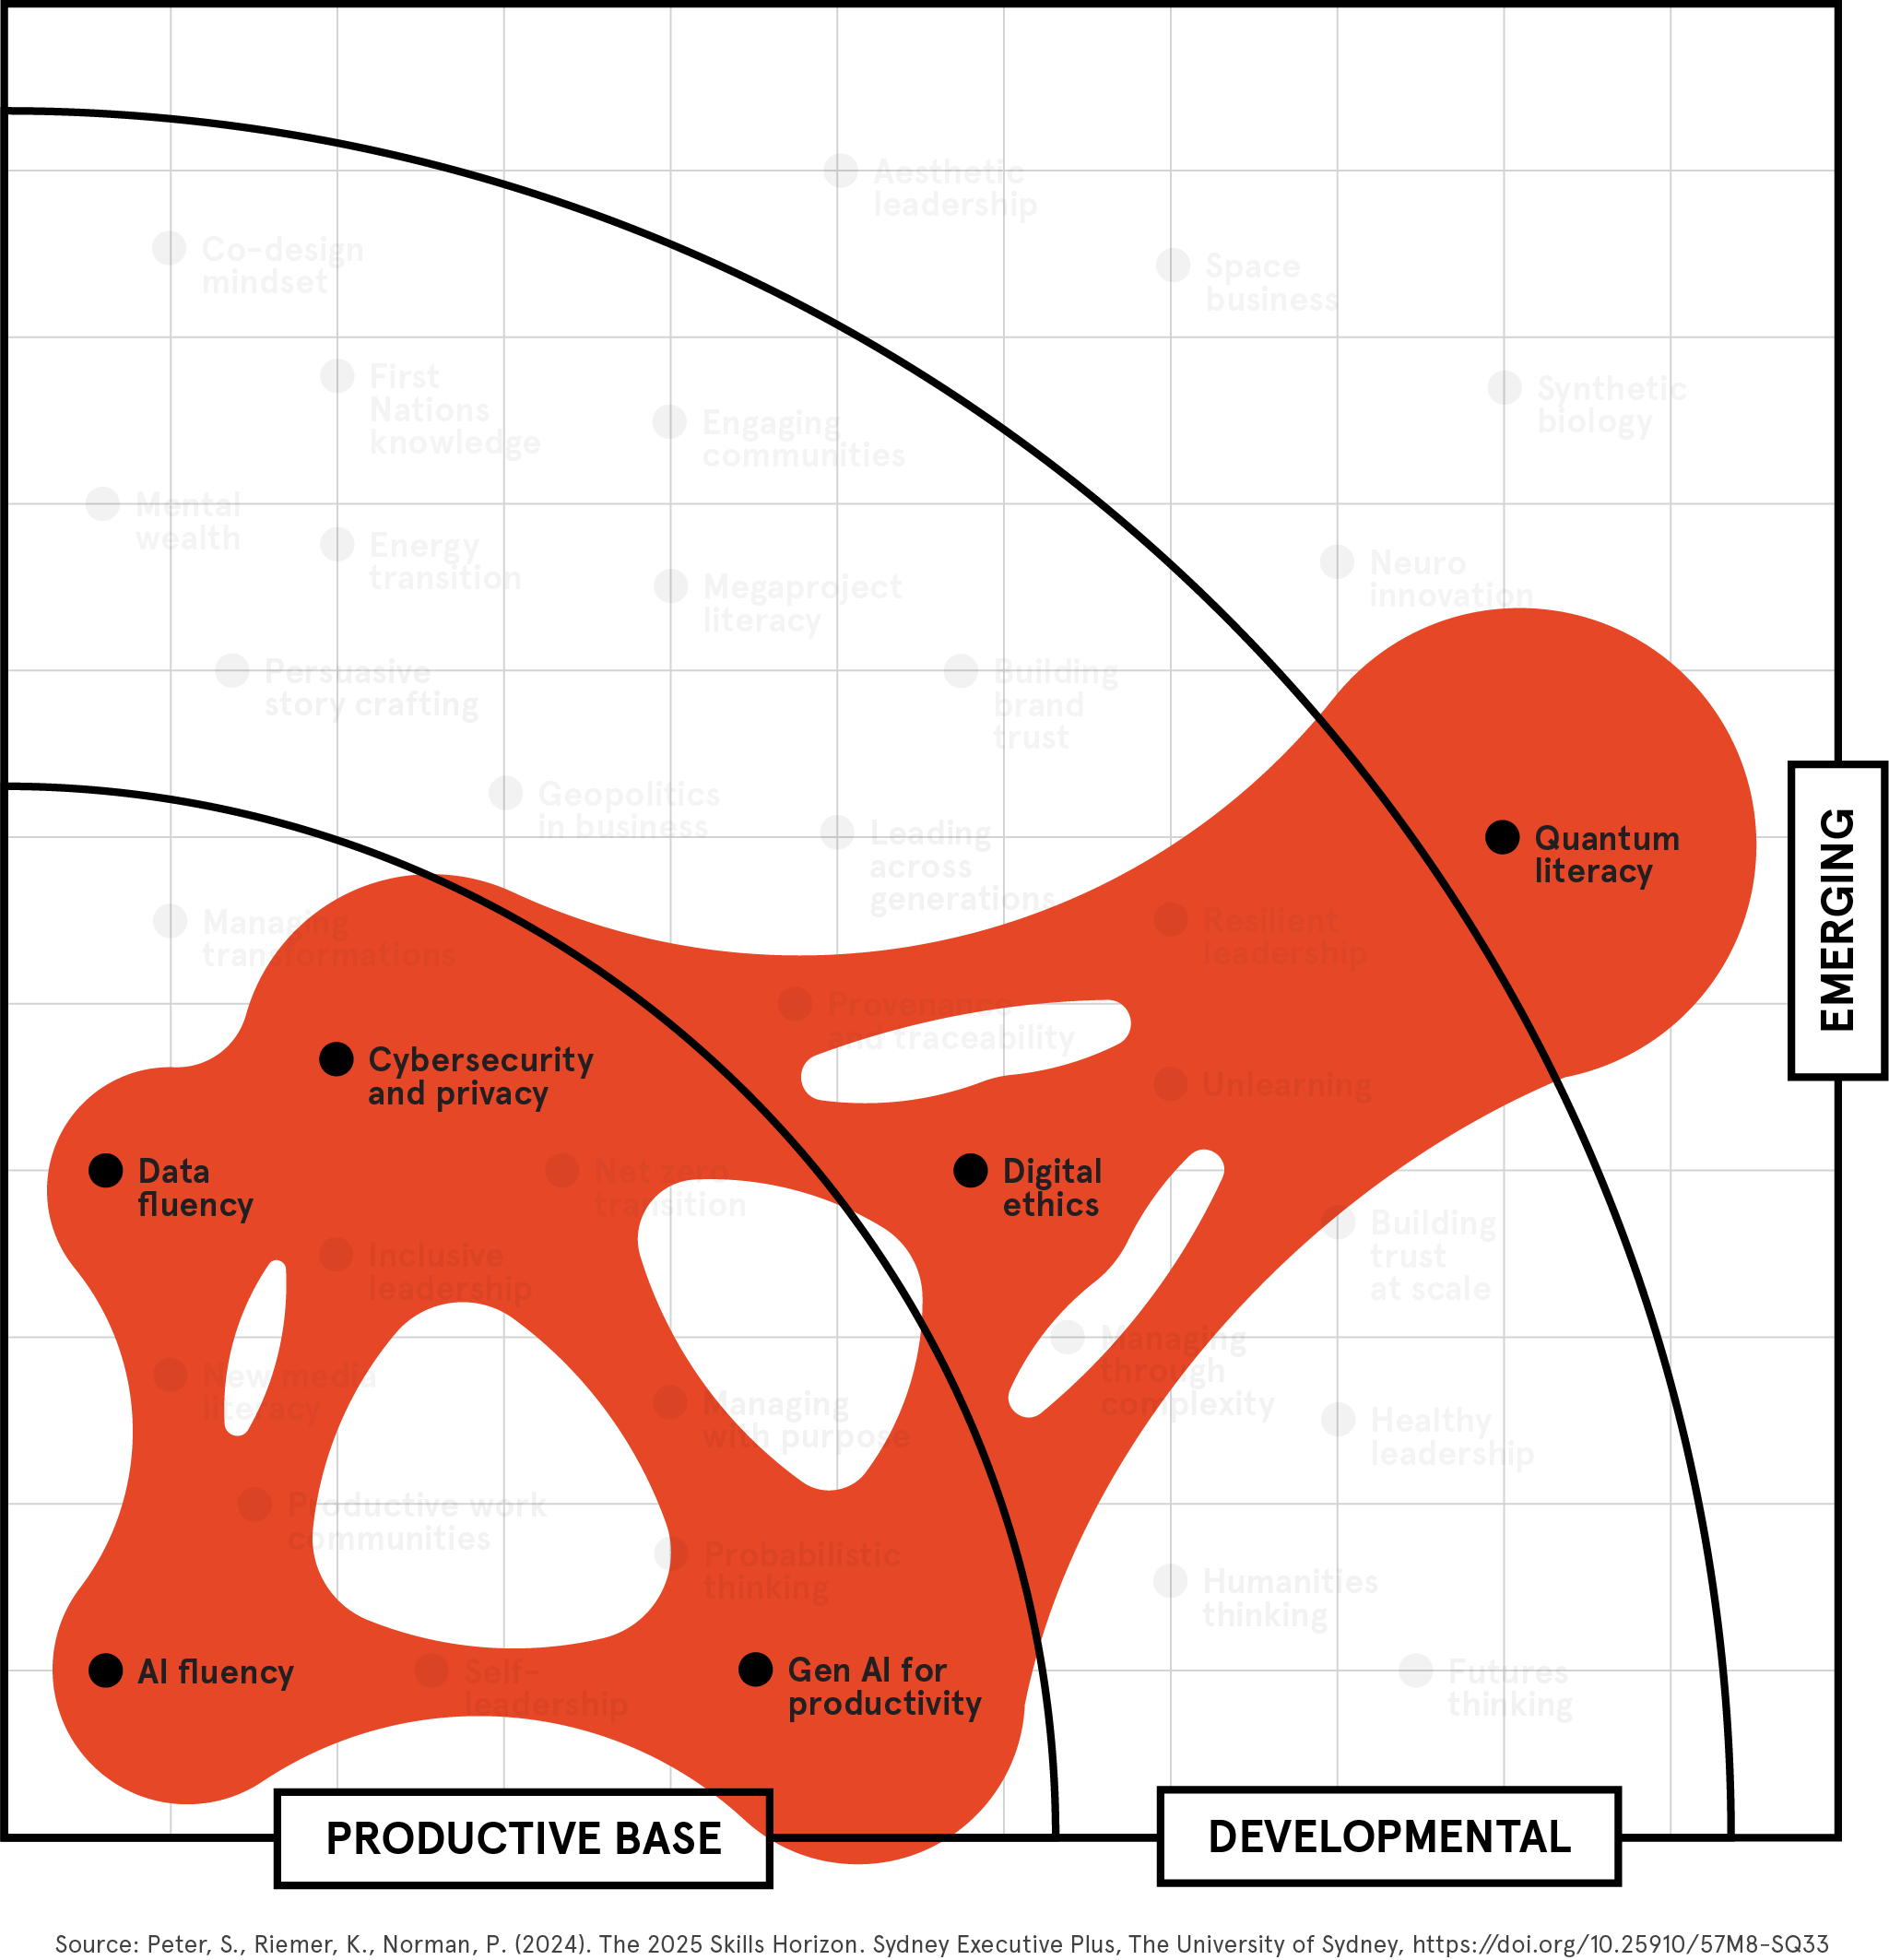 Aesthetic
leadership
Co-design
mindset
Space
business
First
Nations
knowledge
Synthetic
biology
Engaging
communities
Mental
wealth
Energy
transition
Neuro
innovation
Megaproject
literacy
Persuasive
story crafting
Building
brand
trust
Geopolitics
in business
Leading
across
generations
Quantum
literacy
EMERGING
Managing
transformations
Resilient
leadership
Provenance
and traceability
Cybersecurity
and privacy
Unlearning
Data
fluency
Net zero
transition
Digital
ethics
Building
trust
at scale
Inclusive
leadership
Managing
through
complexity
New media
literacy
Managing
with purpose
Healthy
leadership
Productive work
communities
Probabilistic
thinking
Humanities
thinking
AI fluency
Self-
leadership
Gen AI for
productivity
Futures
thinking
PRODUCTIVE BASE
DEVELOPMENTAL
Source: Peter, S., Riemer, K., Norman, P. (2024). The 2025 Skills Horizon. Sydney Executive Plus, The University of Sydney, https://doi.org/10.25910/57M8-SQ33